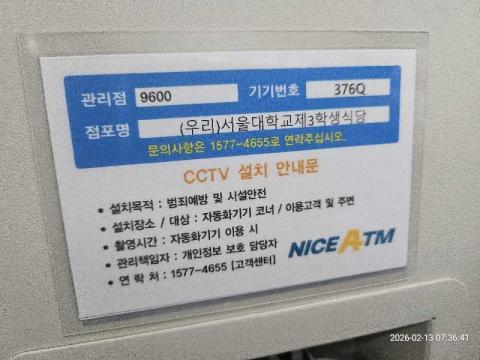 관리점 9600 기기번호 376Q
점포명 (우리)서울대학교제3학생식당
문의사항은 1577-4655로 연락주십시오.
CCTV 설치 안내문
• 설치목적 : 범죄예방 및 시설안전
• 설치장소 / 대상 : 자동화기기 코너 / 이용고객 및 주변
• 촬영시간 : 자동화기기 이용 시
• 관리책임자 : 개인정보 보호 담당자
• 연 락 처 : 1577-4655 [고객센터]
NICE ATM
2026-02-13 07:36:41